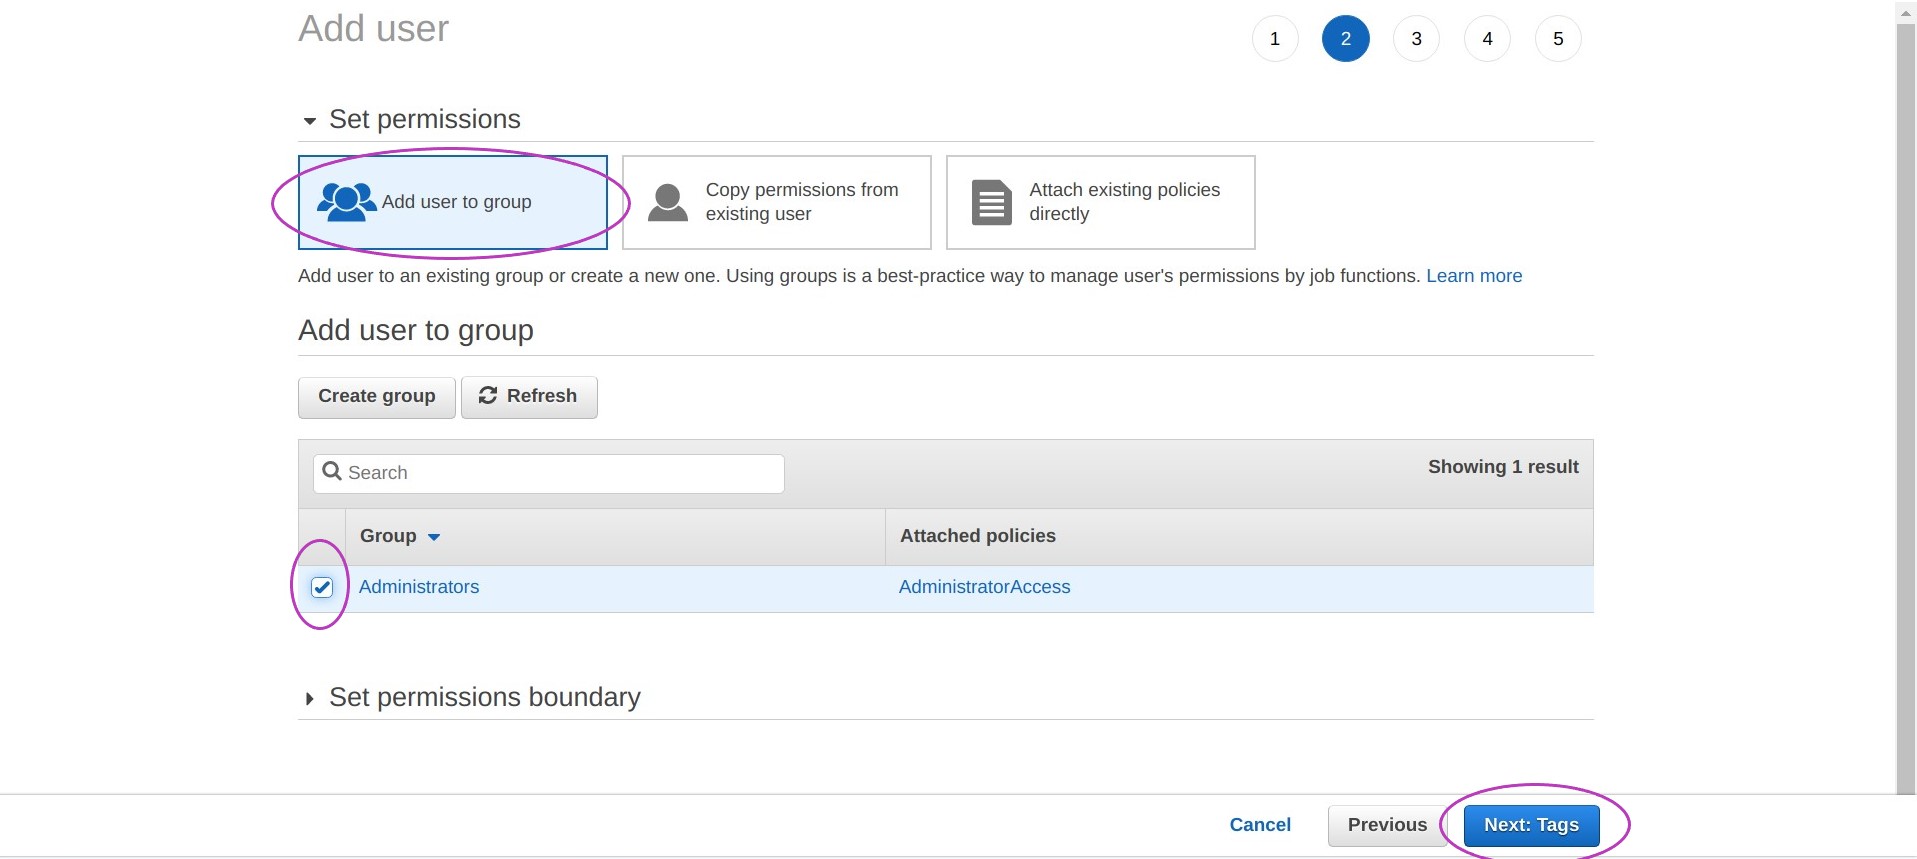 Add user
1 2 3 4 5
Set permissions
Add user to group
Copy permissions from
existing user
Attach existing policies
directly
Add user to an existing group or create a new one. Using groups is a best-practice way to manage user's permissions by job functions. Learn more
Add user to group
Create group Refresh
Search Showing 1 result
Group Attached policies
Administrators AdministratorAccess
Set permissions boundary
Cancel Previous Next: Tags